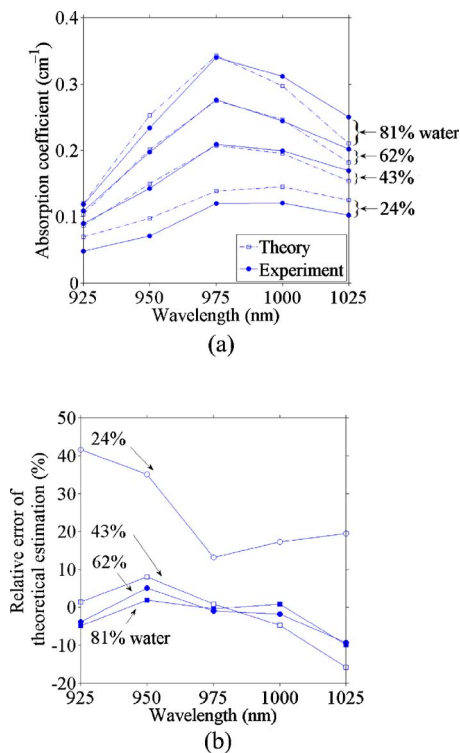 0.4
0.3
0.2
0.1
0
Absorption coefficient (cm⁻¹)
81% water
62%
43%
24%
Theory
Experiment
925 950 975 1000 1025
Wavelength (nm)
(a)
50
40
30
20
10
0
-10
-20
Relative error of
theoretical estimation (%)
24%
43%
62%
81% water
925 950 975 1000 1025
Wavelength (nm)
(b)